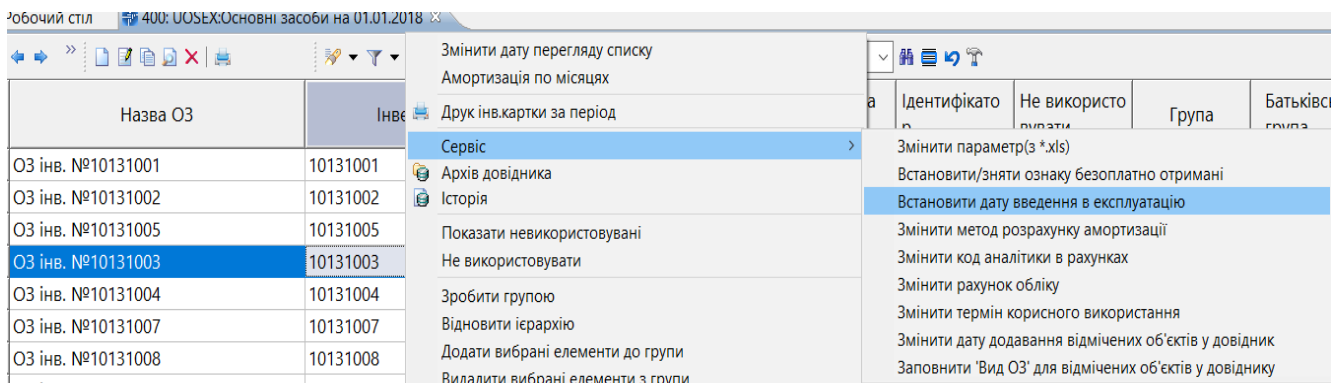 Робочий стіл
400: UOSEX:Основні засоби на 01.01.2018
Назва ОЗ
Інве
а
Ідентифікато
Не використо
Група
Батьківсь
ОЗ інв. №10131001 10131001
ОЗ інв. №10131002 10131002
ОЗ інв. №10131005 10131005
ОЗ інв. №10131003 10131003
ОЗ інв. №10131004 10131004
ОЗ інв. №10131007 10131007
ОЗ інв. №10131008 10131008
Змінити дату перегляду списку
Амортизація по місяцях
Друк інв.картки за період
Сервіс
Архів довідника
Історія
Показати невикористовувані
Не використовувати
Зробити групою
Відновити ієрархію
Додати вибрані елементи до групи
Видалити вибрані елементи з групи
Змінити параметр(з *.xls)
Встановити/зняти ознаку безоплатно отримані
Встановити дату введення в експлуатацію
Змінити метод розрахунку амортизації
Змінити код аналітики в рахунках
Змінити рахунок обліку
Змінити термін корисного використання
Змінити дату додавання відмічених об'єктів у довідник
Заповнити 'Вид ОЗ' для відмічених об'єктів у довіднику